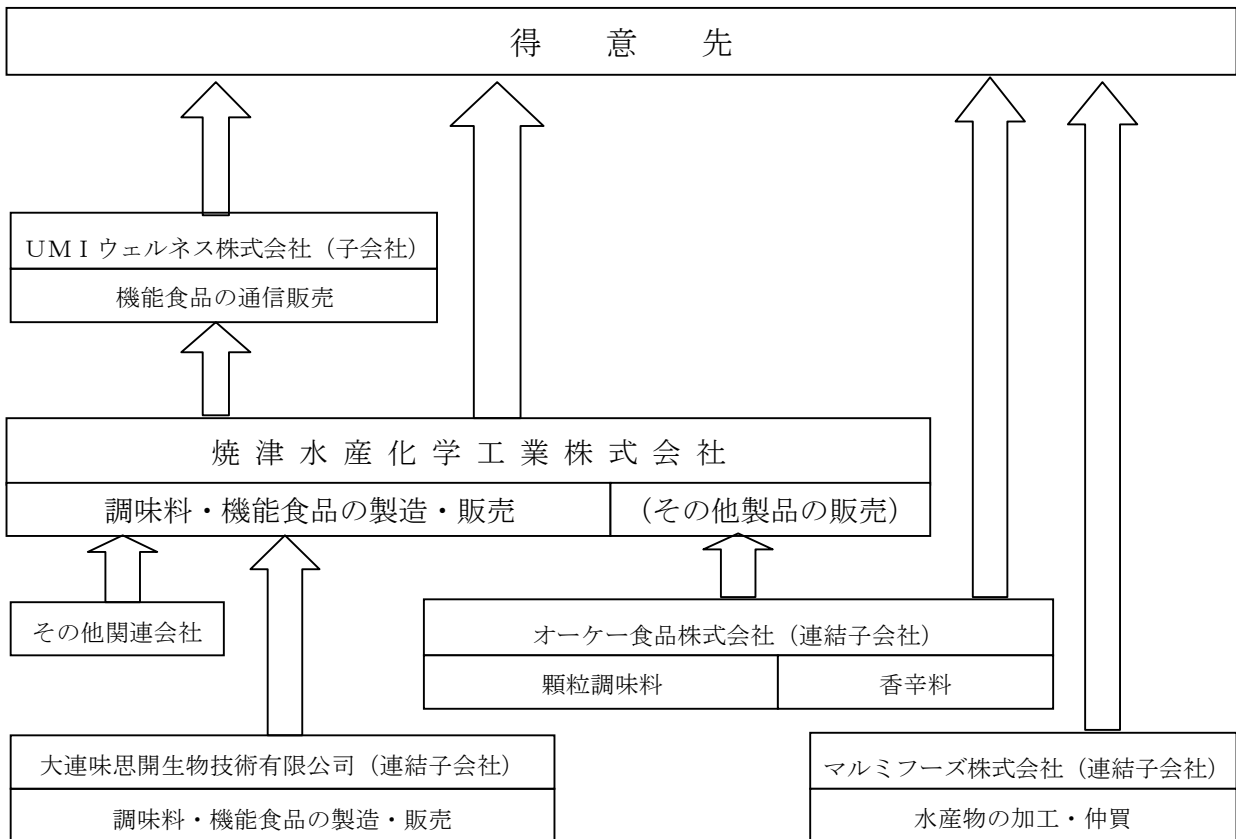 得意先
UMIウェルネス株式会社（子会社）
機能食品の通信販売
焼津水産化学工業株式会社
調味料・機能食品の製造・販売
（その他製品の販売）
その他関連会社
オーケー食品株式会社（連結子会社）
顆粒調味料
香辛料
大連味思開生物技術有限公司（連結子会社）
調味料・機能食品の製造・販売
マルミフーズ株式会社（連結子会社）
水産物の加工・仲買